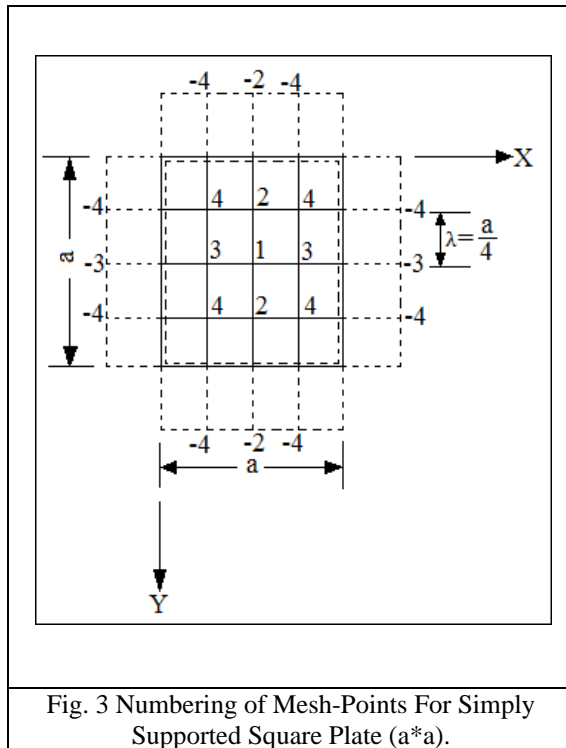 -4 -2 -4
X
-4 4 2 4 -4
λ=a/4
a
-3 3 1 3 -3
-4 4 2 4 -4
-4 -2 -4
a
Y
Fig. 3 Numbering of Mesh-Points For Simply
Supported Square Plate (a*a).